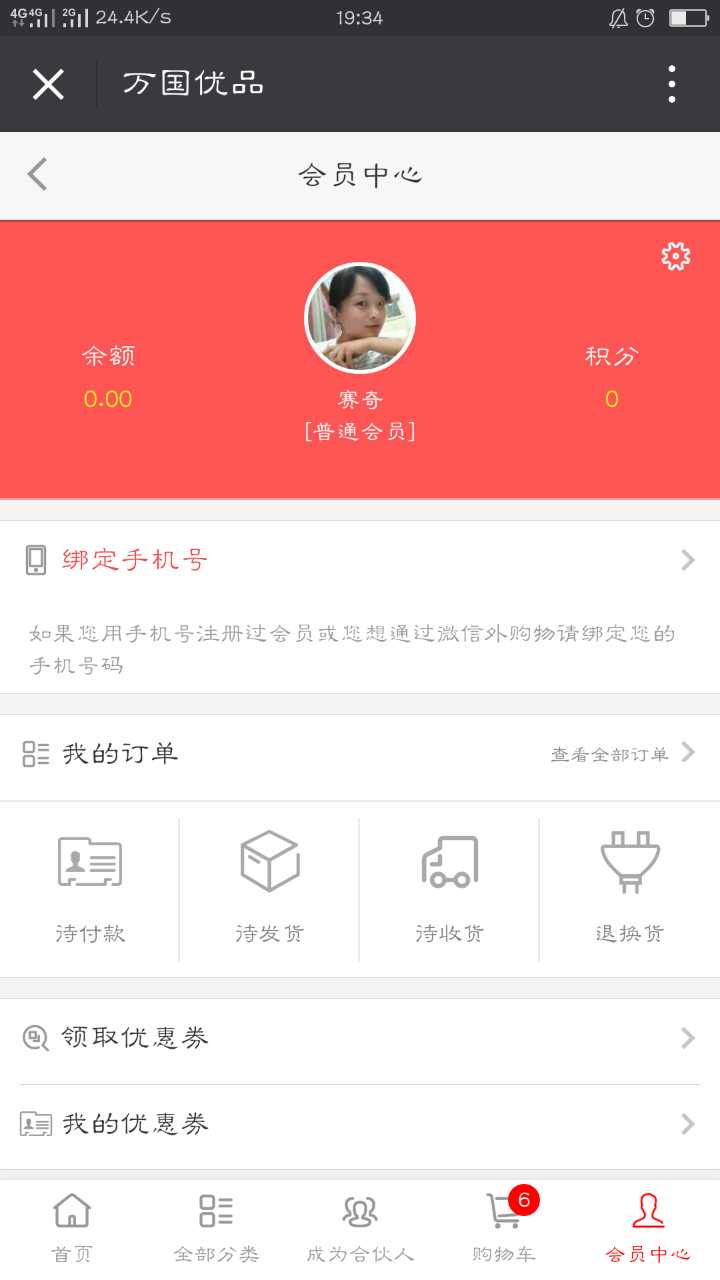 4G 4G 2G 24.4K/s 19:34
万国优品
会员中心
余额
积分
0.00
0
赛奇
[普通会员]
绑定手机号
如果您用手机号注册过会员或您想通过微信外购物请绑定您的
手机号码
我的订单 查看全部订单
待付款 待发货 待收货 退换货
领取优惠券
我的优惠券
6
首页 全部分类 成为合伙人 购物车 会员中心